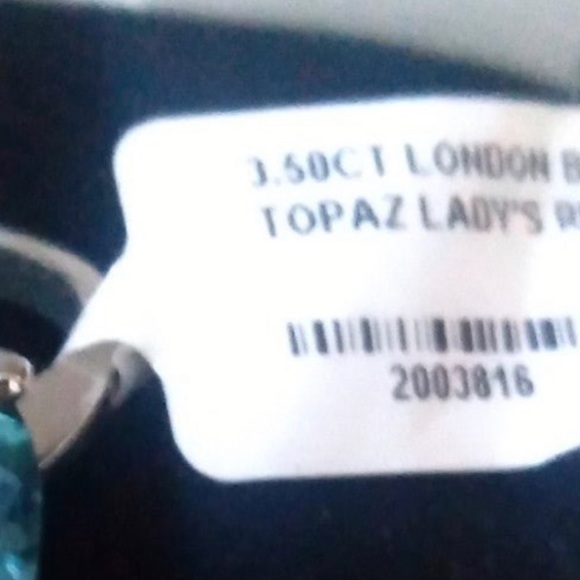 3.50CT LONDON B
TOPAZ LADY'S R
2003816